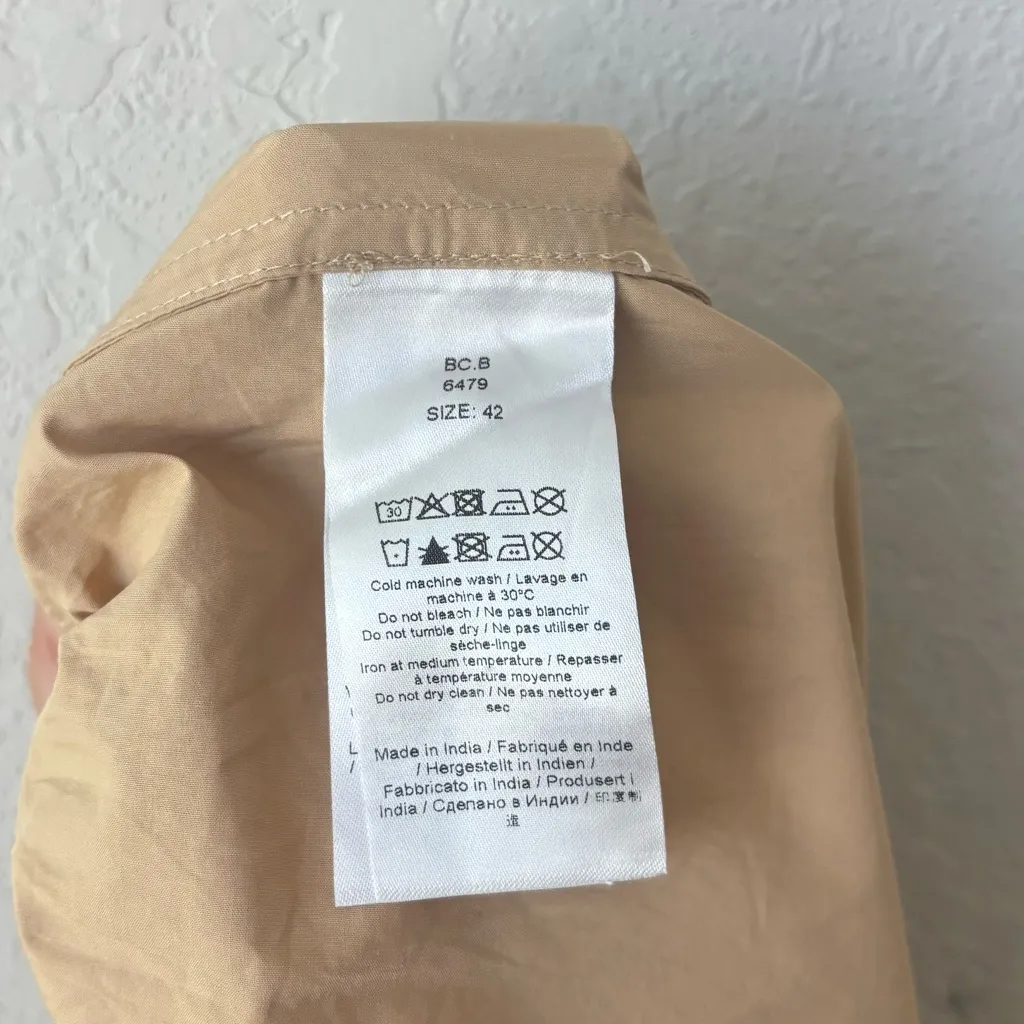 BC.B
6479
SIZE: 42
30
Cold machine wash / Lavage en
machine à 30°C
Do not bleach / Ne pas blanchir
Do not tumble dry / Ne pas utiliser de
sèche-linge
Iron at medium temperature / Repasser
à température moyenne
Do not dry clean / Ne pas nettoyer à
sec
Made in India / Fabriqué en Inde
/ Hergestellt in Indien /
Fabbricato in India / Produsert i
India / Сделано в Индии / 印度制
造